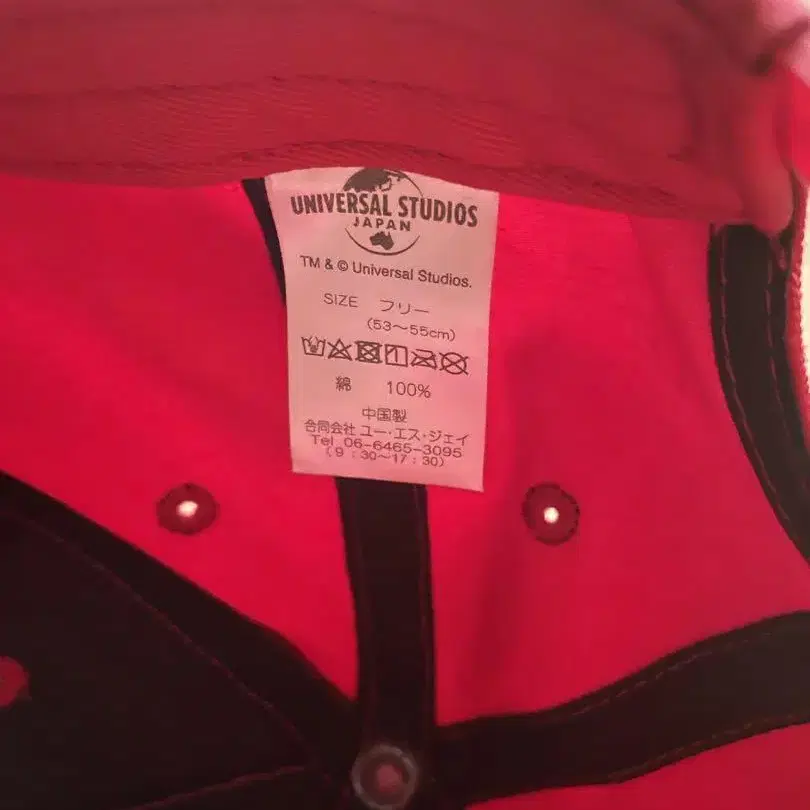 UNIVERSAL STUDIOS
JAPAN
TM & © Universal Studios.
SIZE フリー
(53〜55cm)
綿 100%
中国製
合同会社 ユー・エス・ジェイ
Tel 06-6465-3095
(9:30〜17:30)